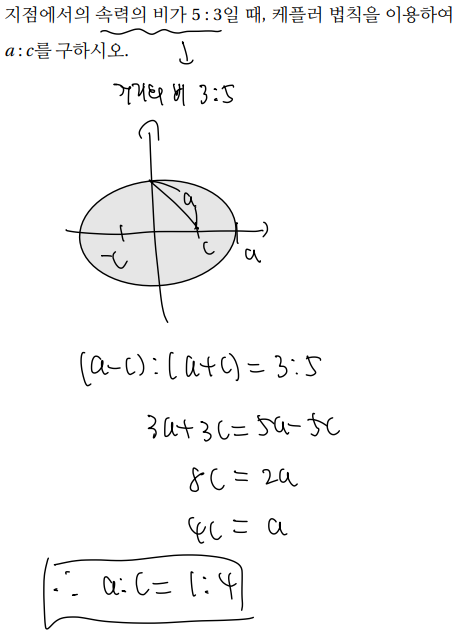 지점에서의 속력의 비가 5 : 3일 때, 케플러 법칙을 이용하여
a : c를 구하시오.
거리의 비 3:5
a
-c
c
a
(a-c):(a+c)=3:5
3a+3c=5a-5c
8c=2a
4c=a
∴ a:c=1:4